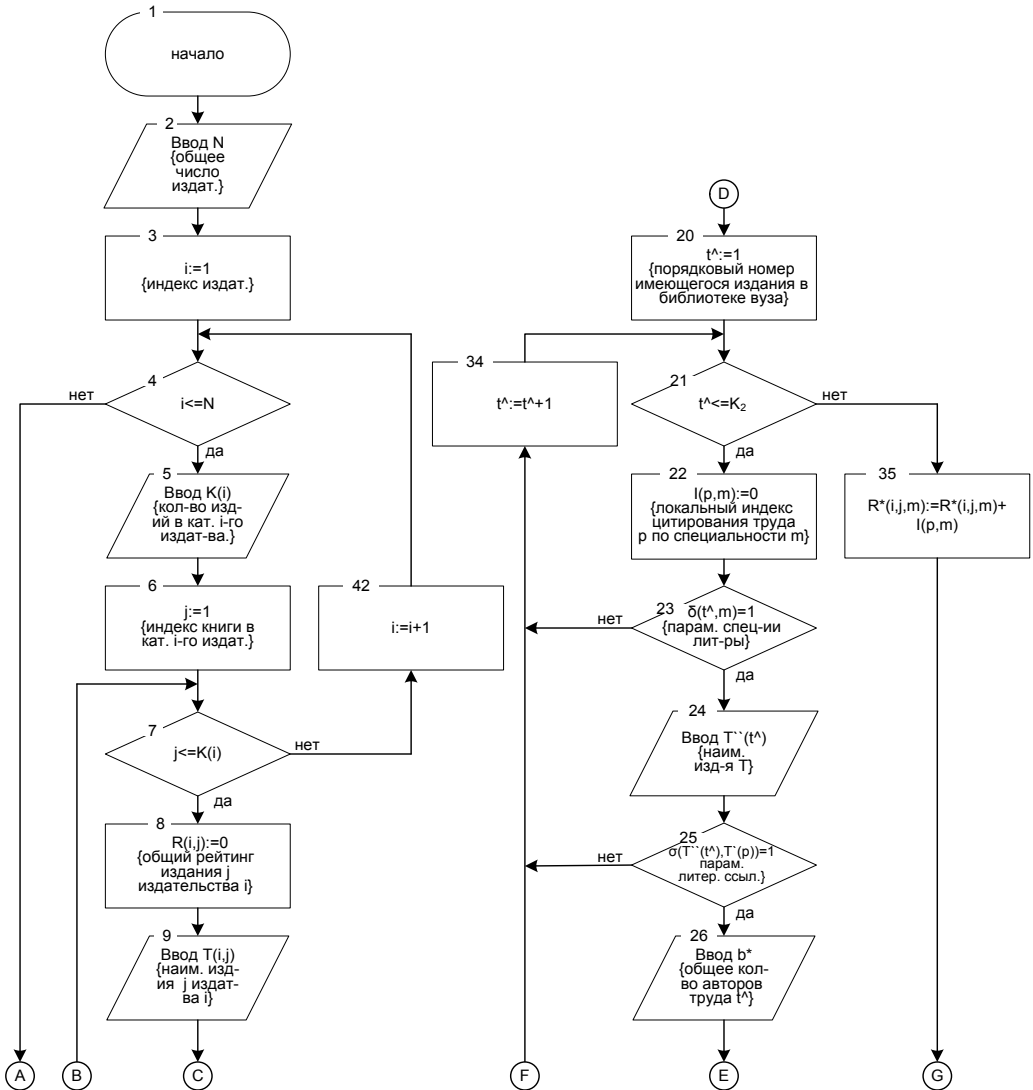 1
начало
2
Ввод N
{общее
число
издат.}
3
i:=1
{индекс издат.}
4
нет
i<=N
да
5
Ввод K(i)
{кол-во изд-
ий в кат. i-го
издат-ва.}
6
j:=1
{индекс книги в
кат. i-го издат.}
42
i:=i+1
7
j<=K(i)
нет
да
8
R(i,j):=0
{общий рейтинг
издания j
издательства i}
9
Ввод T(i,j)
{наим. изд-
ия j издат-
ва i}
A
B
C
D
20
t^:=1
{порядковый номер
имеющегося издания в
библиотеке вуза}
34
t^:=t^+1
21
t^<=K₂
нет
да
22
I(p,m):=0
{локальный индекс
цитирования труда
p по специальности m}
35
R*(i,j,m):=R*(i,j,m)+
I(p,m)
23
нет
δ(t^,m)=1
{парам. спец-ии
лит-ры}
да
24
Ввод T``(t^)
{наим.
изд-я T}
25
нет
σ(T``(t^),T`(p))=1
парам.
литер. ссыл.}
да
26
Ввод b*
{общее кол-
во авторов
труда t^}
F
E
G